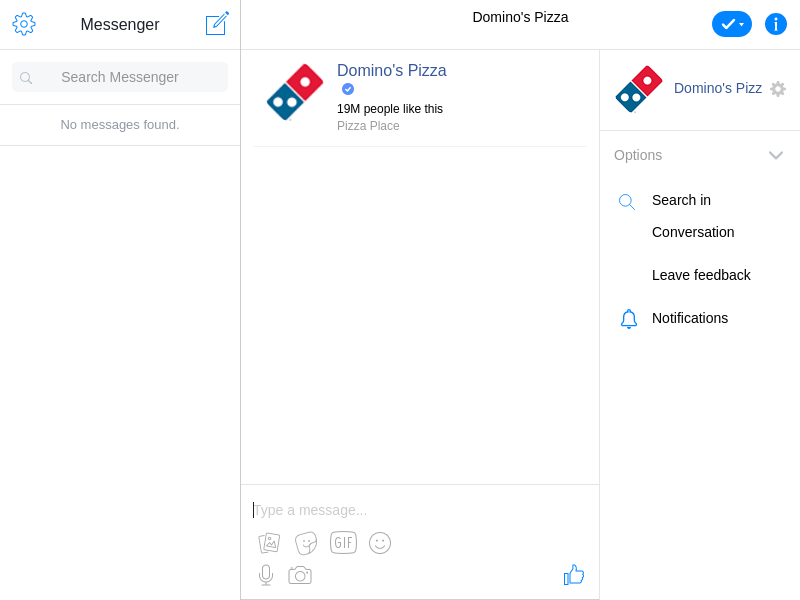 Messenger
Search Messenger
No messages found.
Domino's Pizza
Domino's Pizza
19M people like this
Pizza Place
Type a message...
GIF
Domino's Pizz
Options
Search in
Conversation
Leave feedback
Notifications